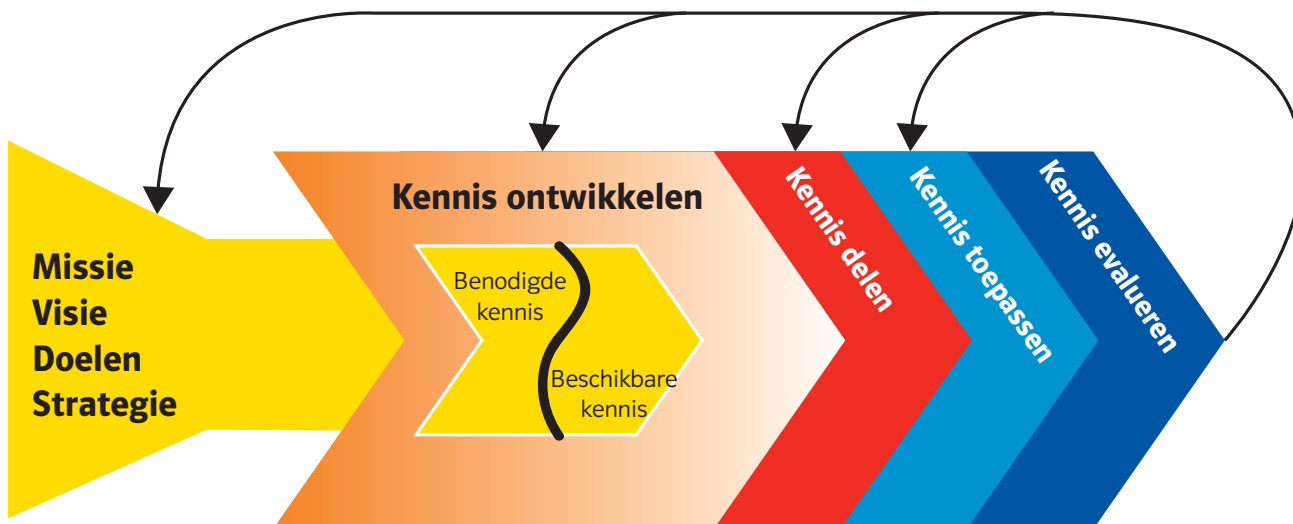 Missie
Visie
Doelen
Strategie
Kennis ontwikkelen
Benodigde
kennis
Beschikbare
kennis
Kennis delen
Kennis toepassen
Kennis evalueren